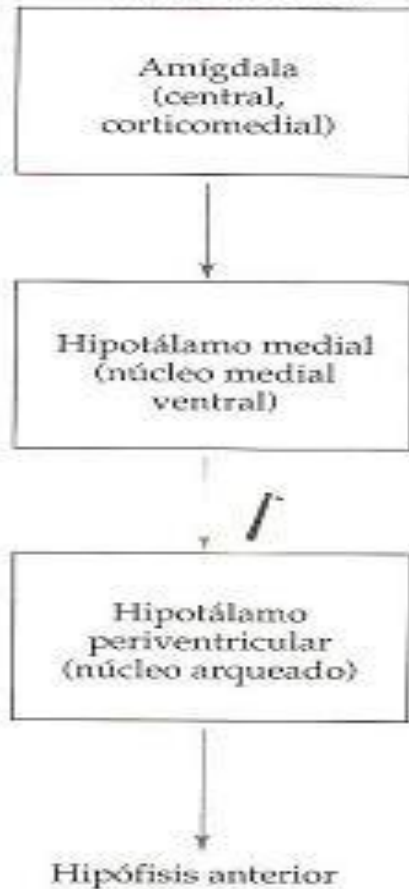 Amígdala
(central,
corticomedial)
Hipotálamo medial
(núcleo medial
ventral)
Hipotálamo
periventricular
(núcleo arqueado)
Hipófisis anterior